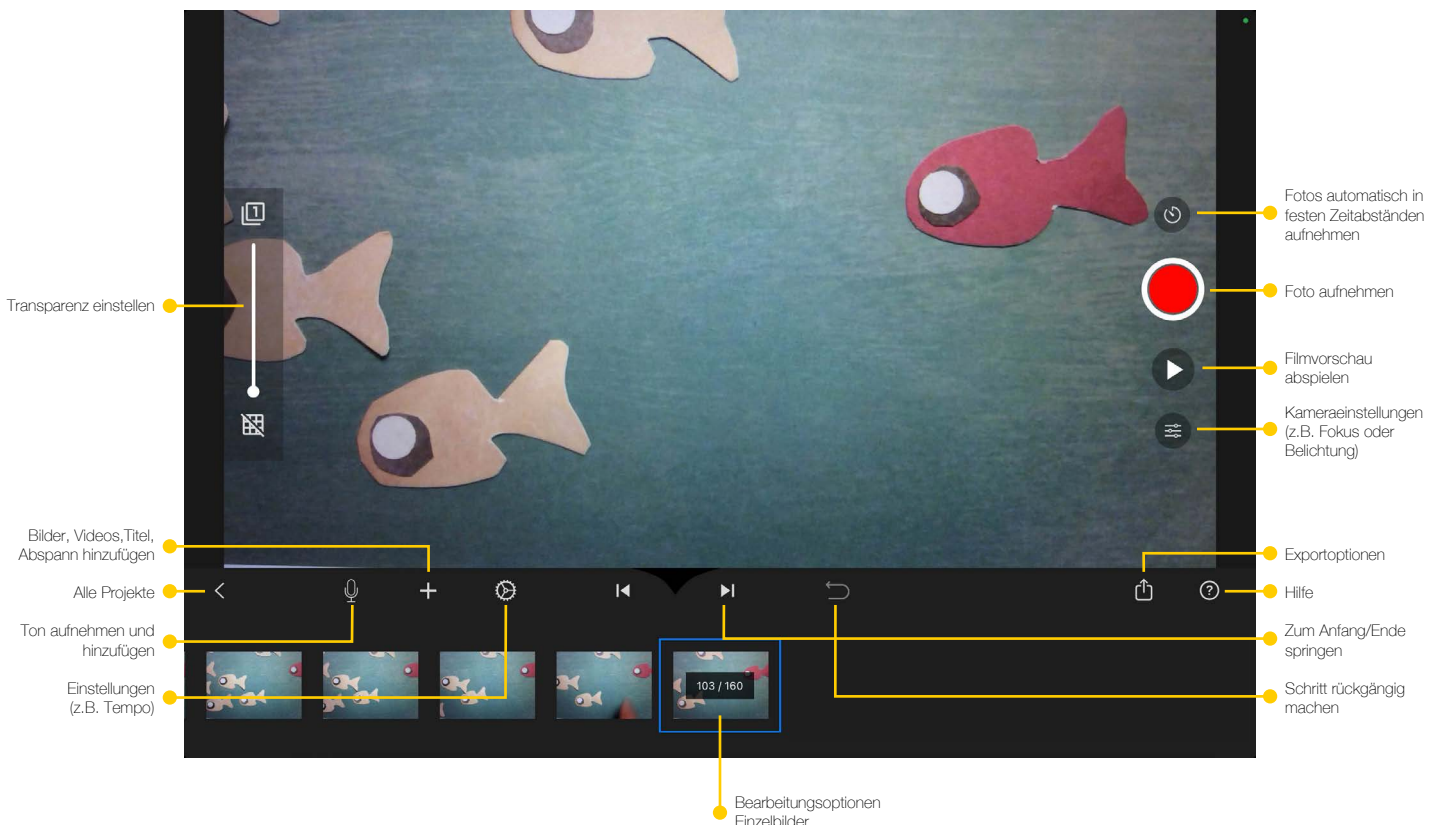 Fotos automatisch in
festen Zeitabständen
aufnehmen
1
Transparenz einstellen
Foto aufnehmen
Filmvorschau
abspielen
Kameraeinstellungen
(z.B. Fokus oder
Belichtung)
Bilder, Videos,Titel,
Abspann hinzufügen
Exportoptionen
Alle Projekte
?
Hilfe
Ton aufnehmen und
hinzufügen
Zum Anfang/Ende
springen
Einstellungen
(z.B. Tempo)
103 / 160
Schritt rückgängig
machen
Bearbeitungsoptionen
Einzelbilder